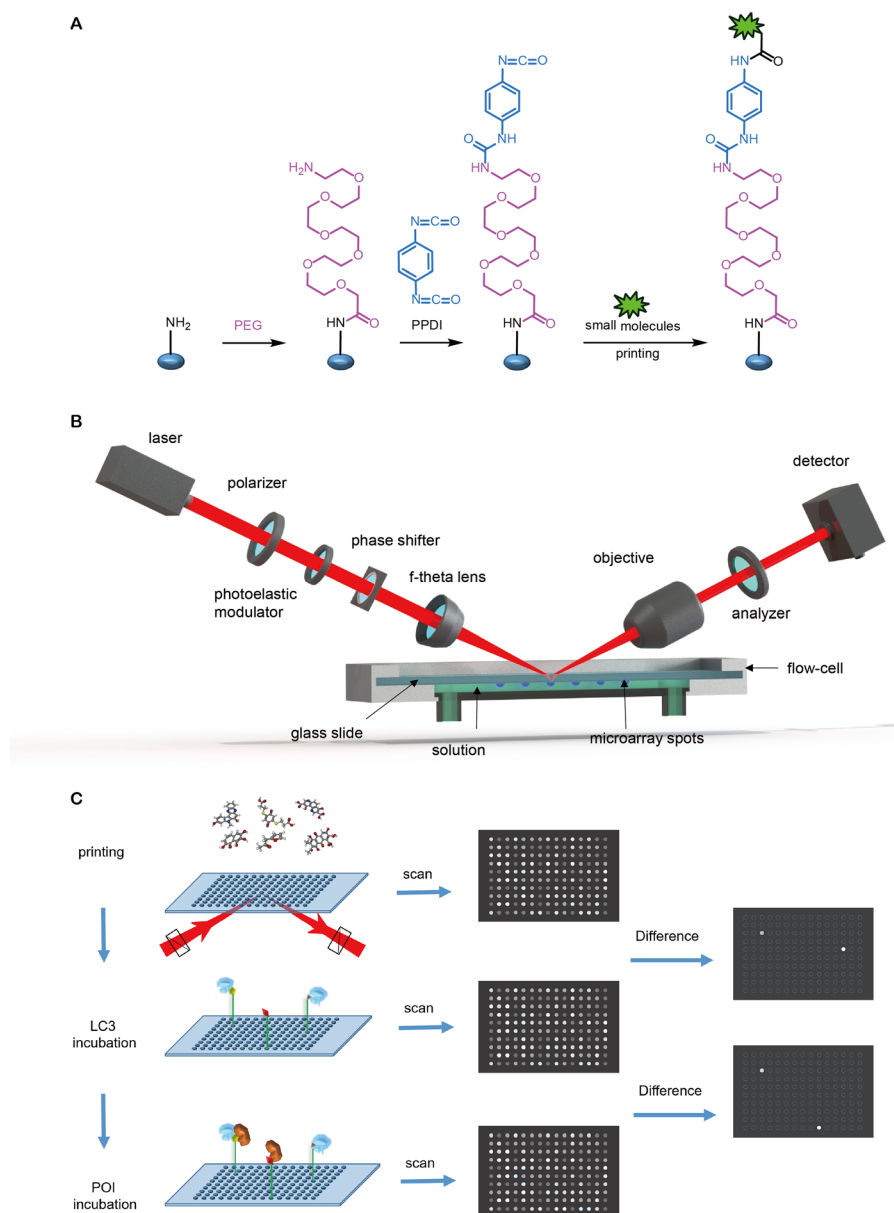 A
N=C=O
HN
O
O
NH
HN
H₂N
O
O
O
O
O
O
O
N=C=O
N=C=O
O
NH
HN
O
O
O
O
O
O
O
O
O
O
O
O
O
O
NH₂
PEG
HN
O
PPDI
HN
O
small molecules
printing
HN
O
B
laser
polarizer
photoelastic
modulator
phase shifter
f-theta lens
objective
detector
analyzer
flow-cell
glass slide
solution
microarray spots
C
printing
scan
Difference
LC3
incubation
scan
Difference
POI
incubation
scan